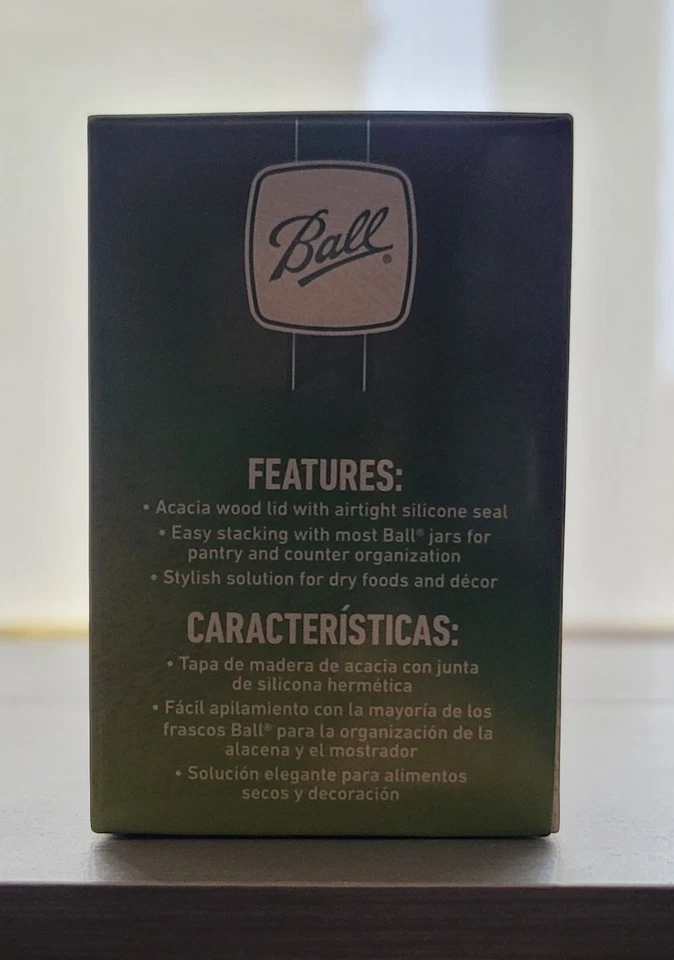 Ball®
FEATURES:
• Acacia wood lid with airtight silicone seal
• Easy stacking with most Ball® jars for
pantry and counter organization
• Stylish solution for dry foods and décor
CARACTERÍSTICAS:
• Tapa de madera de acacia con junta
de silicona hermética
• Fácil apilamiento con la mayoría de los
frascos Ball® para la organización de la
alacena y el mostrador
• Solución elegante para alimentos
secos y decoración